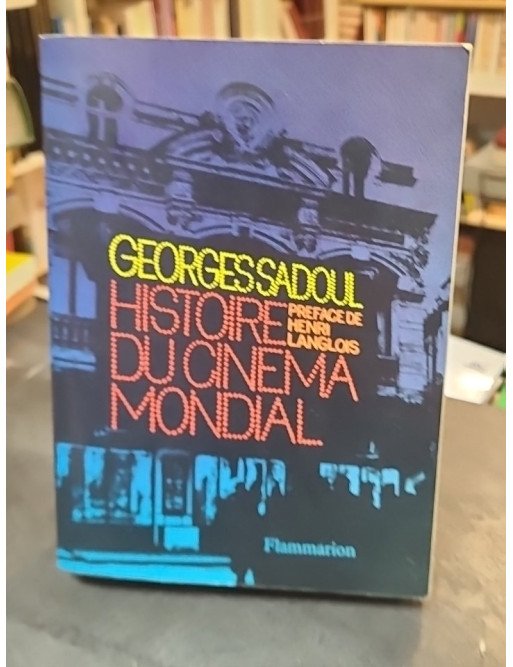 GEORGES SADOUL
HISTOIRE
PREFACE DE
HENRI
LANGLOIS
DU CINEMA
MONDIAL
Flammarion